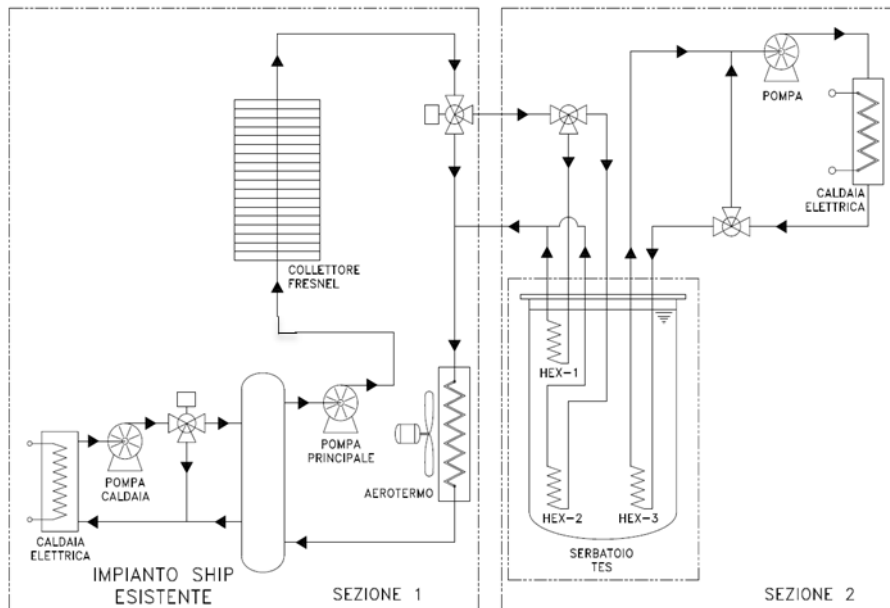 POMPA
CALDAIA
ELETTRICA
COLLETTORE
FRESNEL
HEX-1
POMPA
PRINCIPALE
POMPA
CALDAIA
AEROTERMO
HEX-2
HEX-3
CALDAIA
ELETTRICA
SERBATOIO
TES
IMPIANTO SHIP
ESISTENTE
SEZIONE 1
SEZIONE 2